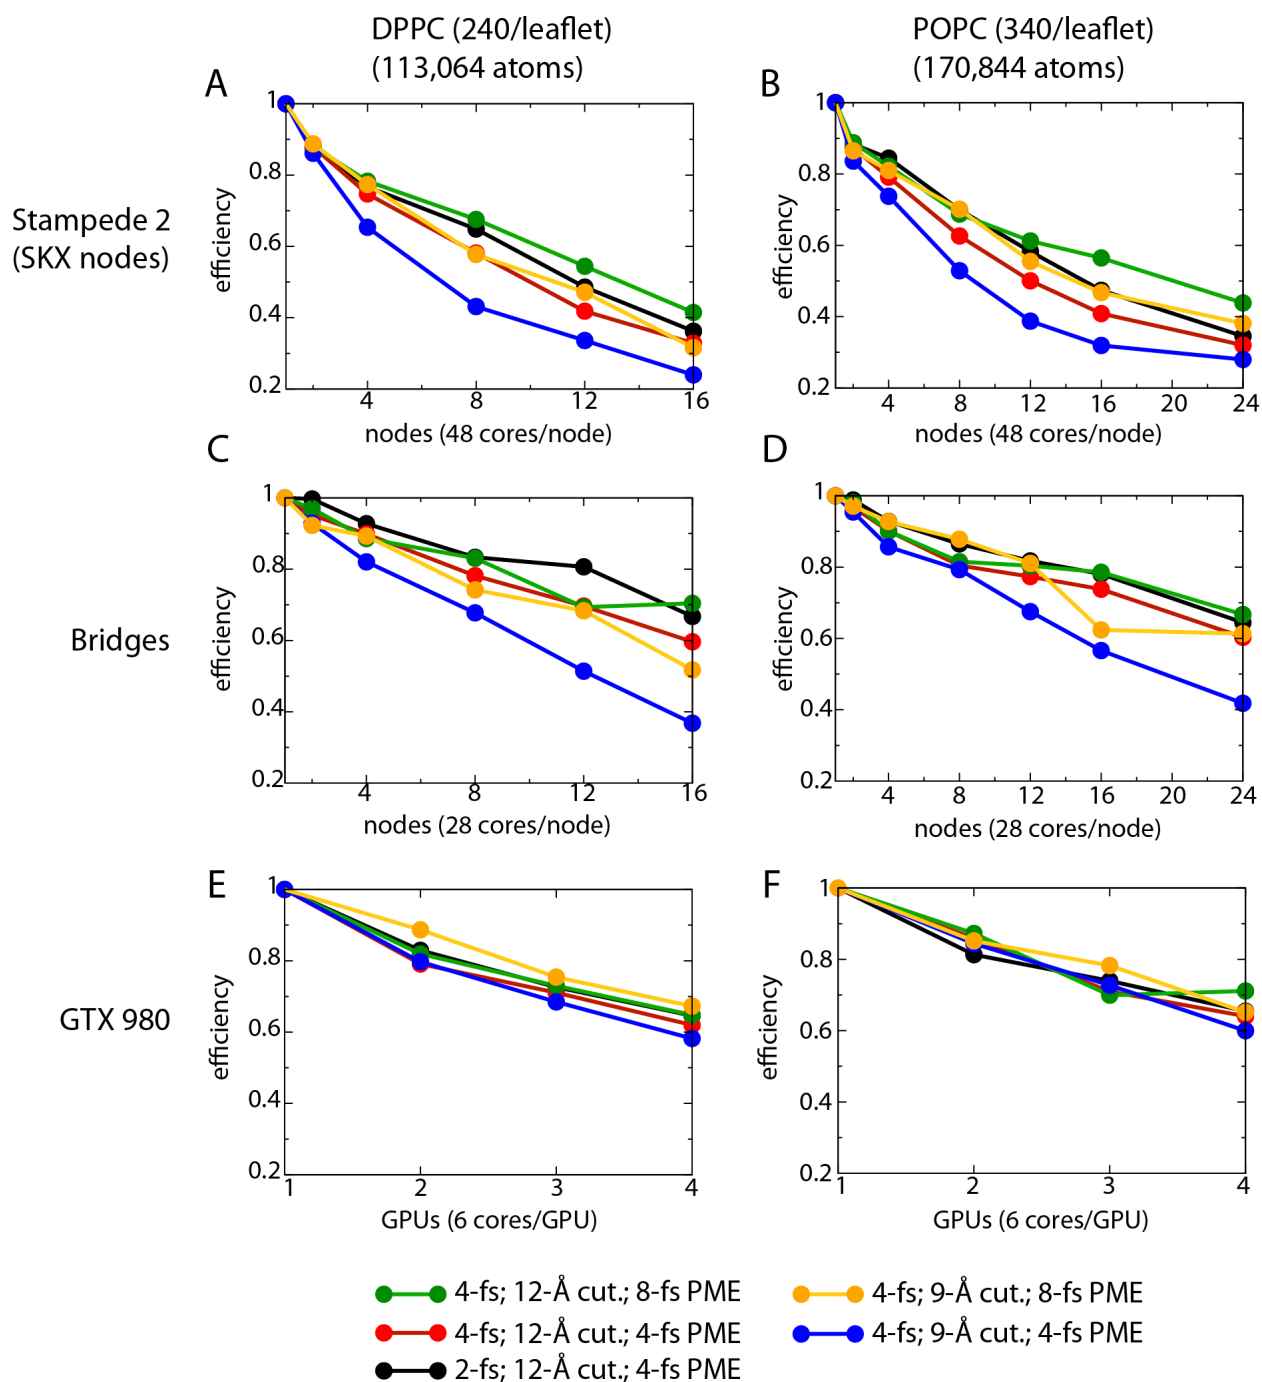 DPPC (240/leaflet)
(113,064 atoms)
POPC (340/leaflet)
(170,844 atoms)
Stampede 2
(SKX nodes)
A
1
0.8
0.6
0.4
0.2
efficiency
4
8
12
16
nodes (48 cores/node)
B
1
0.8
0.6
0.4
0.2
efficiency
4
8
12
16
20
24
nodes (48 cores/node)
Bridges
C
1
0.8
0.6
0.4
0.2
efficiency
4
8
12
16
nodes (28 cores/node)
D
1
0.8
0.6
0.4
0.2
efficiency
4
8
12
16
20
24
nodes (28 cores/node)
GTX 980
E
1
0.8
0.6
0.4
0.2
efficiency
1
2
3
4
GPUs (6 cores/GPU)
F
1
0.8
0.6
0.4
0.2
efficiency
1
2
3
4
GPUs (6 cores/GPU)
4-fs; 12-Å cut.; 8-fs PME
4-fs; 12-Å cut.; 4-fs PME
2-fs; 12-Å cut.; 4-fs PME
4-fs; 9-Å cut.; 8-fs PME
4-fs; 9-Å cut.; 4-fs PME